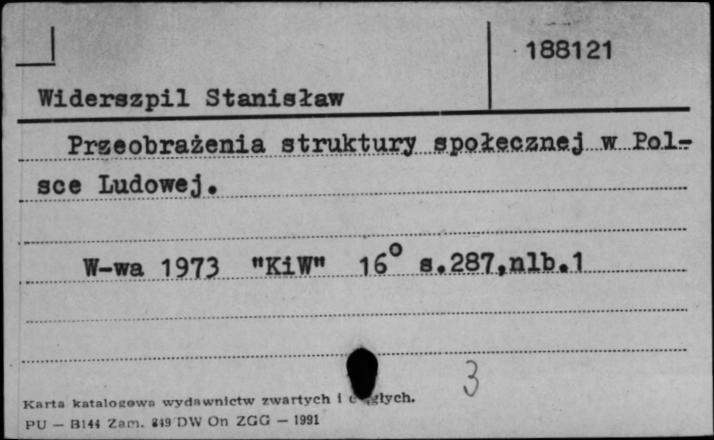 188121
Widerszpil Stanisław
Przeobrażenia struktury społecznej w Pol-
sce Ludowej.
W-wa 1973 "KiW" 16° s.287,nlb.1
3
Karta katalogowa wydawnictw zwartych i
PU — B144 Zam. 849 DW On ZGG — 1991